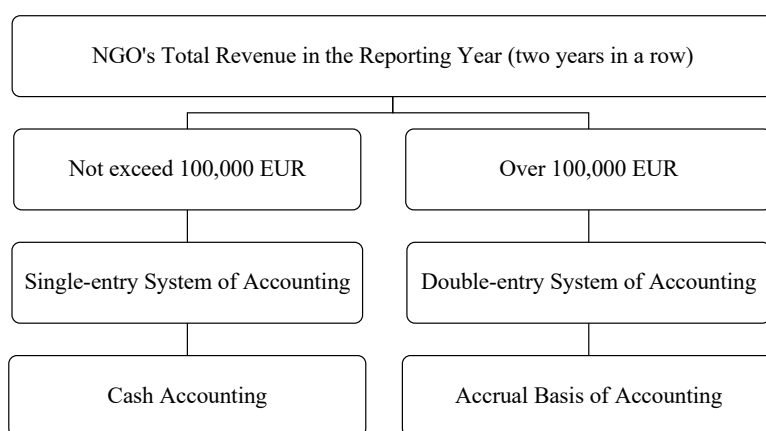 NGO's Total Revenue in the Reporting Year (two years in a row)
Not exceed 100,000 EUR
Over 100,000 EUR
Single-entry System of Accounting
Double-entry System of Accounting
Cash Accounting
Accrual Basis of Accounting